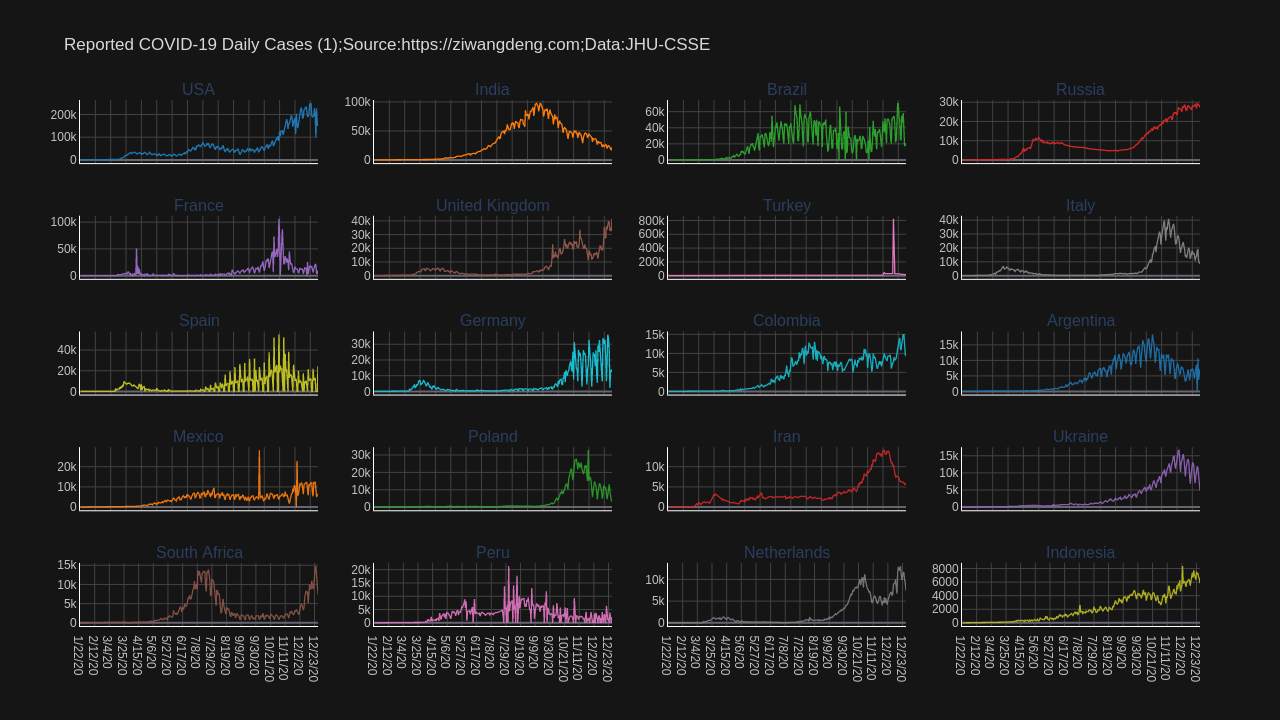 Reported COVID-19 Daily Cases (1);Source:https://ziwangdeng.com;Data:JHU-CSSE
USA
India
Brazil
Russia
200k
100k
0
100k
50k
0
60k
40k
20k
0
30k
20k
10k
0
France
United Kingdom
Turkey
Italy
100k
50k
0
40k
30k
20k
10k
0
800k
600k
400k
200k
0
40k
30k
20k
10k
0
Spain
Germany
Colombia
Argentina
40k
20k
0
30k
20k
10k
0
15k
10k
5k
0
15k
10k
5k
0
Mexico
Poland
Iran
Ukraine
20k
10k
0
30k
20k
10k
0
10k
5k
0
15k
10k
5k
0
South Africa
Peru
Netherlands
Indonesia
15k
10k
5k
0
20k
15k
10k
5k
0
10k
5k
0
8000
6000
4000
2000
0
1/22/20
2/12/20
3/4/20
3/25/20
4/15/20
5/6/20
5/27/20
6/17/20
7/8/20
7/29/20
8/19/20
9/9/20
9/30/20
10/21/20
11/11/20
12/2/20
12/23/20
1/22/20
2/12/20
3/4/20
3/25/20
4/15/20
5/6/20
5/27/20
6/17/20
7/8/20
7/29/20
8/19/20
9/9/20
9/30/20
10/21/20
11/11/20
12/2/20
12/23/20
1/22/20
2/12/20
3/4/20
3/25/20
4/15/20
5/6/20
5/27/20
6/17/20
7/8/20
7/29/20
8/19/20
9/9/20
9/30/20
10/21/20
11/11/20
12/2/20
12/23/20
1/22/20
2/12/20
3/4/20
3/25/20
4/15/20
5/6/20
5/27/20
6/17/20
7/8/20
7/29/20
8/19/20
9/9/20
9/30/20
10/21/20
11/11/20
12/2/20
12/23/20